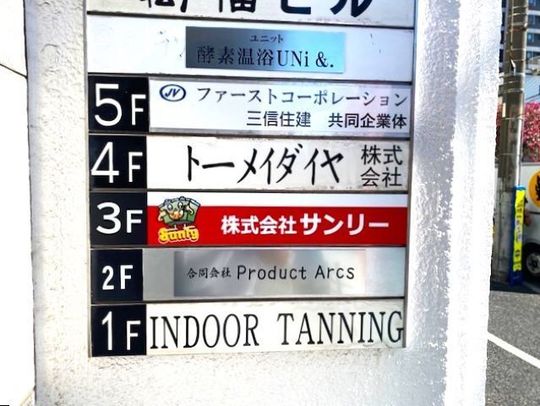 ビル
ユニット
酵素温浴UNi &.
5F
JV ファーストコーポレーション
三信住建 共同企業体
4F トーメイダイヤ 株式
会社
3F Sunly 株式会社 サンリー
2F 合同会社 Product Arcs
1F INDOOR TANNING